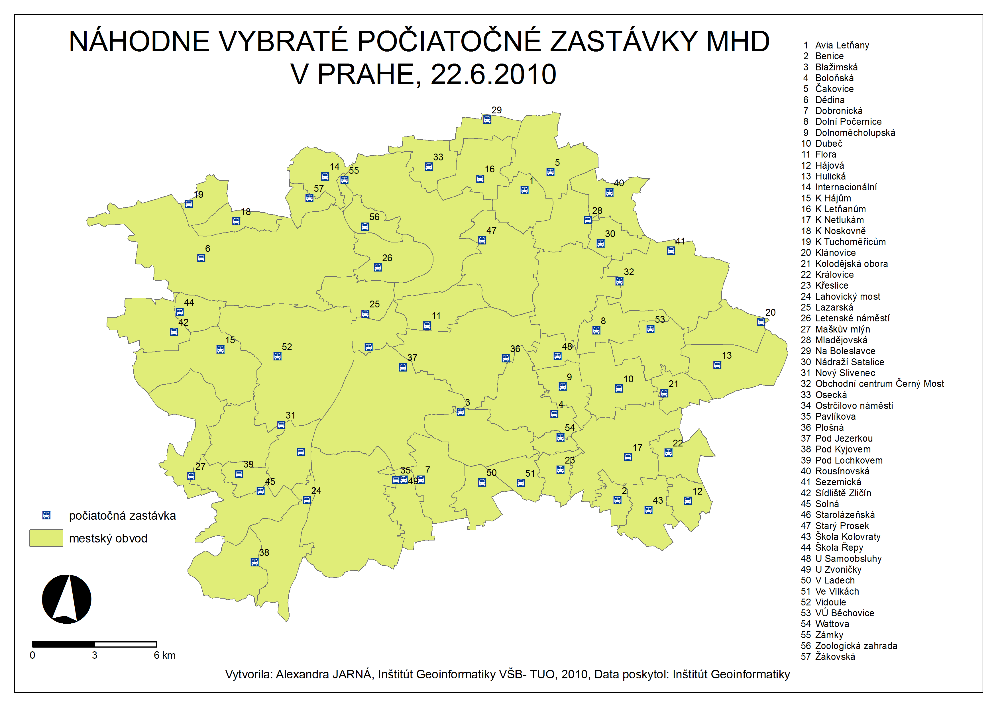 NÁHODNE VYBRATÉ POČIATOČNÉ ZASTÁVKY MHD
V PRAHE, 22.6.2010
1 Avia Letňany
2 Benice
3 Blažimská
4 Boloňská
5 Čakovice
6 Dědina
7 Dobronická
8 Dolní Počernice
9 Dolnoměcholupská
10 Dubeč
11 Flora
12 Hájová
13 Hulická
14 Internacionální
15 K Hájům
16 K Letňanům
17 K Netlukám
18 K Noskovně
19 K Tuchoměřicům
20 Klánovice
21 Kolodějská obora
22 Královice
23 Křeslice
24 Lahovický most
25 Lazarská
26 Letenské náměstí
27 Maškův mlýn
28 Mladějovská
29 Na Boleslavce
30 Nádraží Satalice
31 Nový Slivenec
32 Obchodní centrum Černý Most
33 Osecká
34 Ostrčilovo náměstí
35 Pavlíkova
36 Plošná
37 Pod Jezerkou
38 Pod Kyjovem
39 Pod Lochkovem
40 Rousínovská
41 Sezemická
42 Sídliště Zličín
45 Solná
46 Starolázeňská
47 Starý Prosek
43 Škola Kolovraty
44 Škola Řepy
48 U Samoobsluhy
49 U Zvoničky
50 V Ladech
51 Ve Vilkách
52 Vidoule
53 VÚ Běchovice
54 Wattova
55 Zámky
56 Zoologická zahrada
57 Žákovská
29
33
5
14
55
16
1
40
57
19
18
28
56
47
30
41
6
26
32
44
25
20
11
42
8
53
15
52
48
36
37
13
9
10
21
3
4
31
54
22
17
23
39
27
35
7
49
50
51
45
24
2
12
43
38
počiatočná zastávka
mestský obvod
0 3 6 km
Vytvorila: Alexandra JARNÁ, Inštitút Geoinformatiky VŠB- TUO, 2010, Data poskytol: Inštitút Geoinformatiky